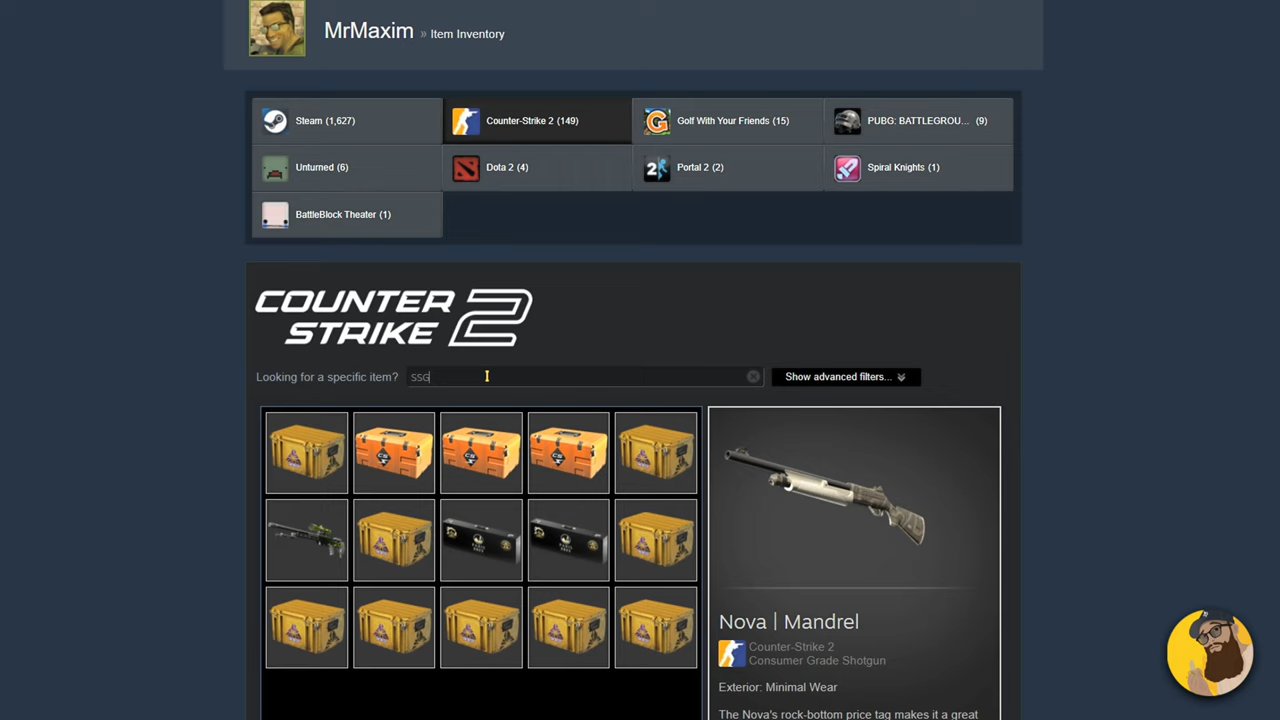 MrMaxim » Item Inventory
Steam (1,627)
Counter-Strike 2 (149)
Golf With Your Friends (15)
PUBG: BATTLEGROU... (9)
Unturned (6)
Dota 2 (4)
Portal 2 (2)
Spiral Knights (1)
BattleBlock Theater (1)
COUNTER
STRIKE 2
Looking for a specific item? SSG
Show advanced filters...
Nova | Mandrel
Counter-Strike 2
Consumer Grade Shotgun
Exterior: Minimal Wear
The Nova's rock-bottom price tag makes it a great